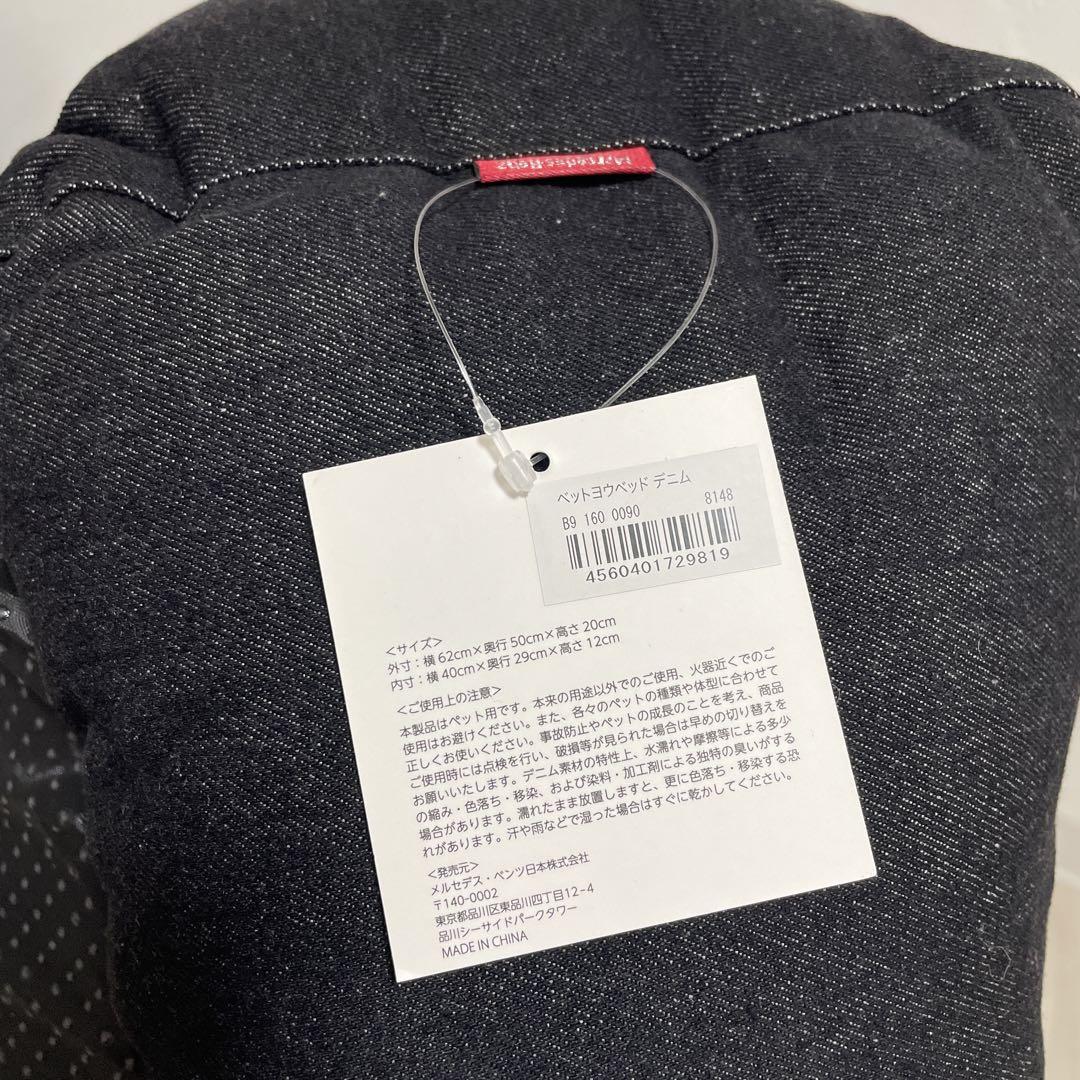 Mercedes-Benz
ペットヨウベッド デニム
B9 160 0090 8148
4560401729819
<サイズ>
外寸：横 62cm×奥行 50cm×高さ 20cm
内寸：横 40cm×奥行 29cm×高さ 12cm
<ご使用上の注意>
本製品はペット用です。本来の用途以外でのご使用、火器近くでのご
使用はお避けください。また、各々のペットの種類や体型に合わせて
正しくお使いください。事故防止やペットの成長のことを考え、商品
ご使用時には点検を行い、破損等が見られた場合は早めの切り替えを
お願いいたします。デニム素材の特性上、水濡れや摩擦等による多少
の縮み・色落ち・移染、および染料・加工剤による独特の臭いがする
場合があります。濡れたまま放置しますと、更に色落ち・移染する恐
れがあります。汗や雨などで湿った場合はすぐに乾かしてください。
<発売元>
メルセデス・ベンツ日本株式会社
〒140-0002
東京都品川区東品川四丁目12-4
品川シーサイドパークタワー
MADE IN CHINA